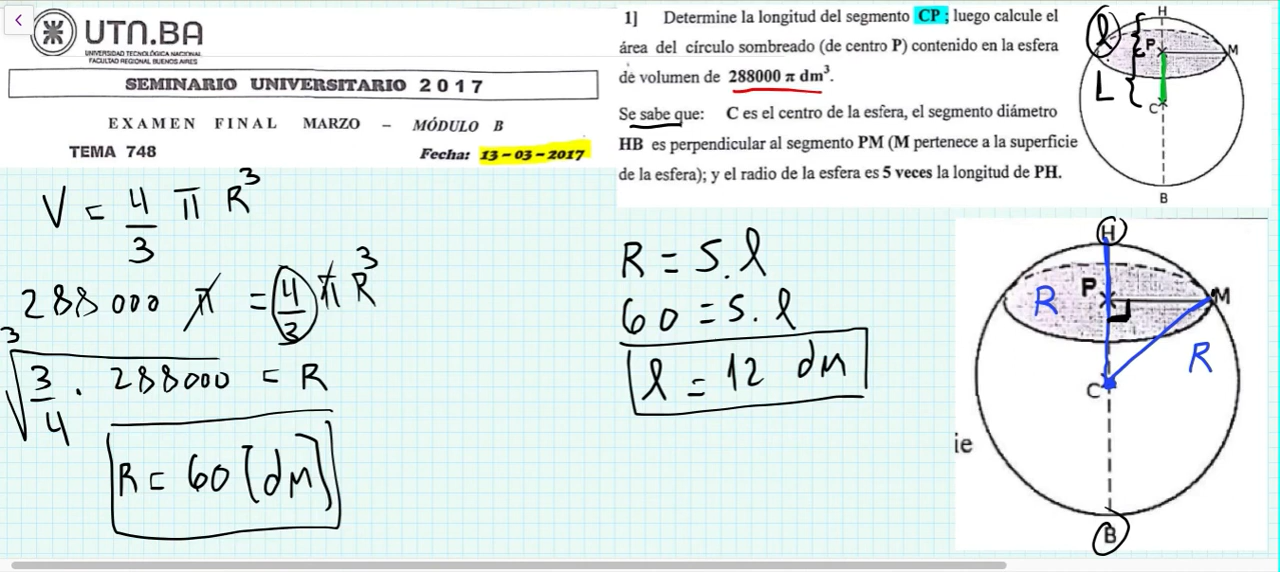 UTN.BA
UNIVERSIDAD TECNOLÓGICA NACIONAL
FACULTAD REGIONAL BUENOS AIRES
SEMINARIO UNIVERSITARIO 2017
EXAMEN FINAL MARZO – MÓDULO B
TEMA 748
Fecha: 13-03-2017
1] Determine la longitud del segmento CP; luego calcule el
área del círculo sombreado (de centro P) contenido en la esfera
de volumen de 288000 π dm³.
Se sabe que: C es el centro de la esfera, el segmento diámetro
HB es perpendicular al segmento PM (M pertenece a la superficie
de la esfera); y el radio de la esfera es 5 veces la longitud de PH.
H
l
P
M
L
C
B
V = 4/3 π R³
288000 π = 4/3 π R³
∛(3/4 . 288000) = R
R = 60 [dm]
R = 5.l
60 = 5.l
l = 12 dm
H
P
R
M
R
C
ie
B